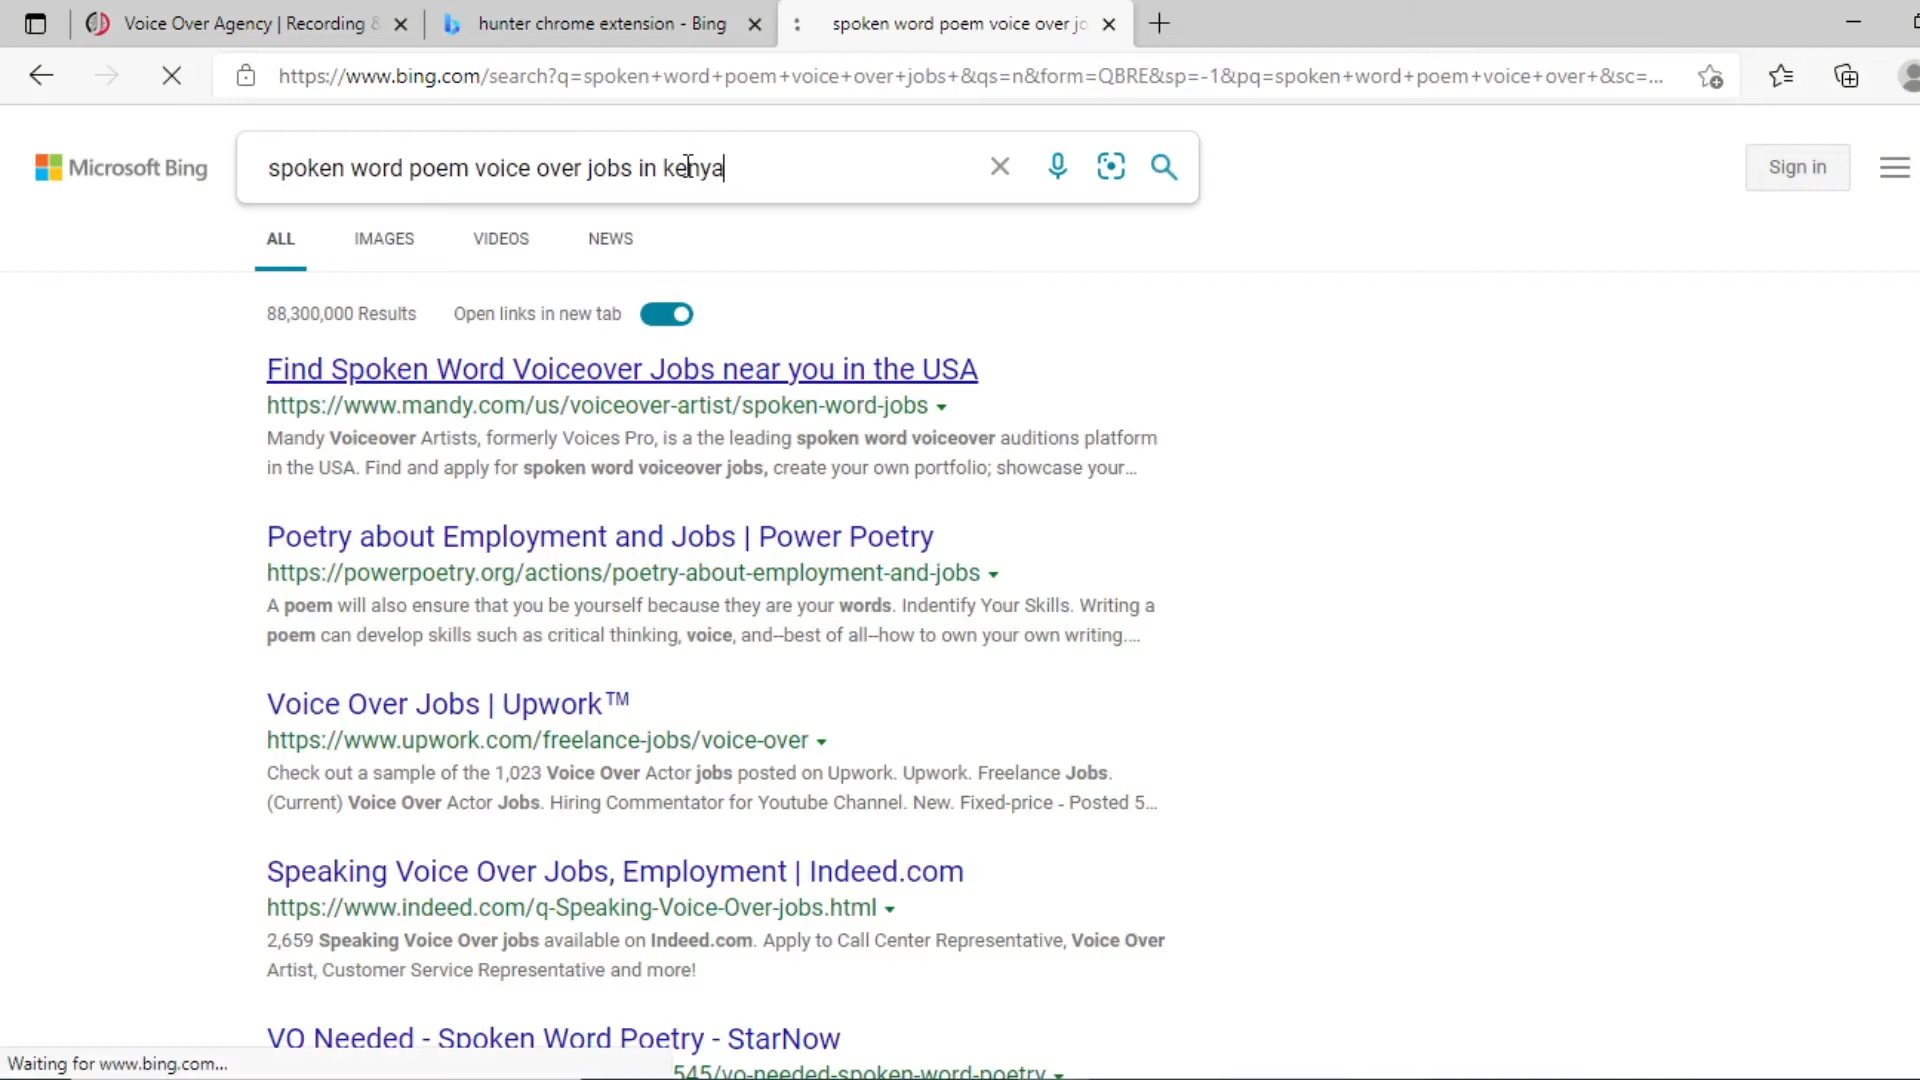 Voice Over Agency | Recording &
hunter chrome extension - Bing
spoken word poem voice over jo
https://www.bing.com/search?q=spoken+word+poem+voice+over+jobs+&qs=n&form=QBRE&sp=-1&pq=spoken+word+poem+voice+over+&sc=...
Microsoft Bing
spoken word poem voice over jobs in kenya
Sign in
ALL
IMAGES
VIDEOS
NEWS
88,300,000 Results
Open links in new tab
Find Spoken Word Voiceover Jobs near you in the USA
https://www.mandy.com/us/voiceover-artist/spoken-word-jobs
Mandy Voiceover Artists, formerly Voices Pro, is a the leading spoken word voiceover auditions platform
in the USA. Find and apply for spoken word voiceover jobs, create your own portfolio; showcase your...
Poetry about Employment and Jobs | Power Poetry
https://powerpoetry.org/actions/poetry-about-employment-and-jobs
A poem will also ensure that you be yourself because they are your words. Indentify Your Skills. Writing a
poem can develop skills such as critical thinking, voice, and--best of all--how to own your own writing....
Voice Over Jobs | Upwork™
https://www.upwork.com/freelance-jobs/voice-over
Check out a sample of the 1,023 Voice Over Actor jobs posted on Upwork. Upwork. Freelance Jobs.
(Current) Voice Over Actor Jobs. Hiring Commentator for Youtube Channel. New. Fixed-price - Posted 5...
Speaking Voice Over Jobs, Employment | Indeed.com
https://www.indeed.com/q-Speaking-Voice-Over-jobs.html
2,659 Speaking Voice Over jobs available on Indeed.com. Apply to Call Center Representative, Voice Over
Artist, Customer Service Representative and more!
VO Needed - Spoken Word Poetry - StarNow
Waiting for www.bing.com...
545/vo-needed-spoken-word-poetry